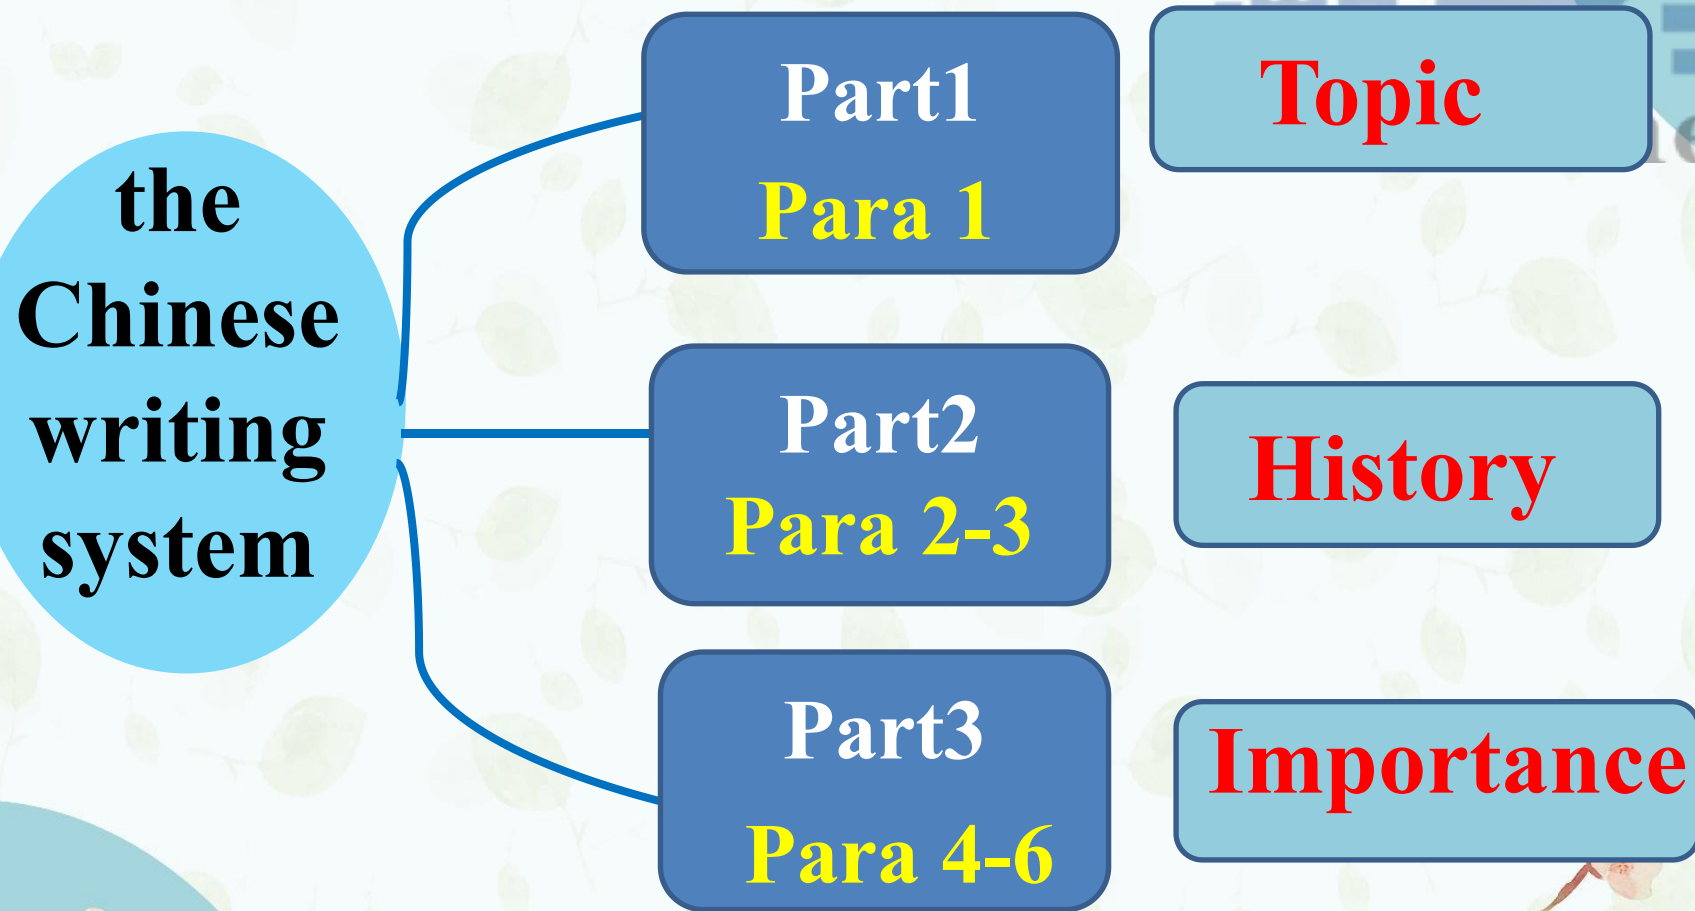 the
Chinese
writing
system
Part1
Para 1
Topic
Part2
Para 2-3
History
Part3
Para 4-6
Importance